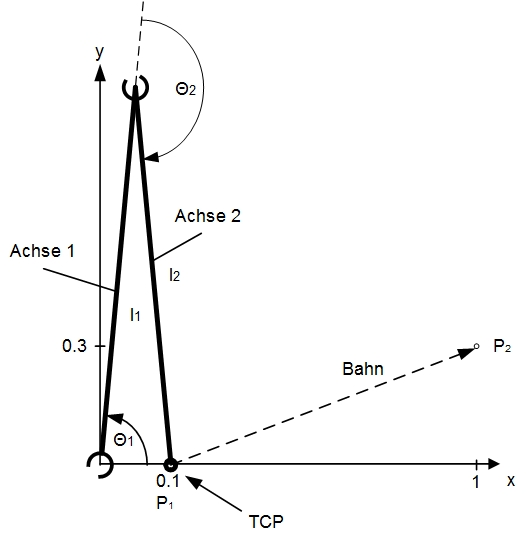 y
Θ2
Achse 2
Achse 1
l2
l1
0.3
P2
Bahn
Θ1
0.1
1
x
P1
TCP